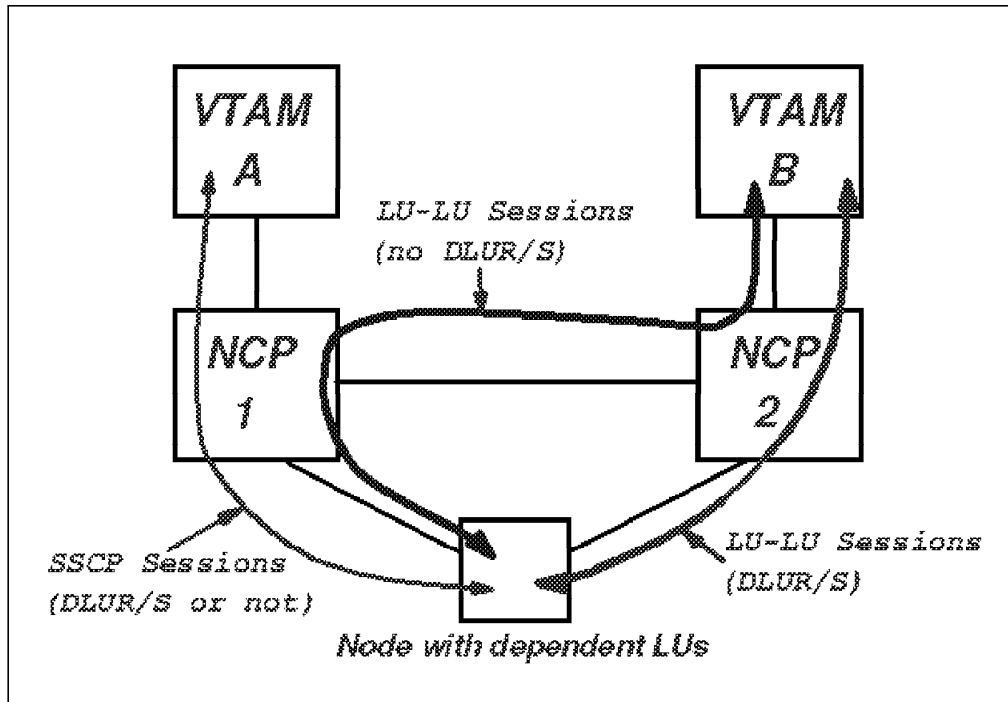 VTAM
A
VTAM
B
LU-LU Sessions
(no DLUR/S)
NCP
1
NCP
2
SSCP Sessions
(DLUR/S or not)
LU-LU Sessions
(DLUR/S)
Node with dependent LUs